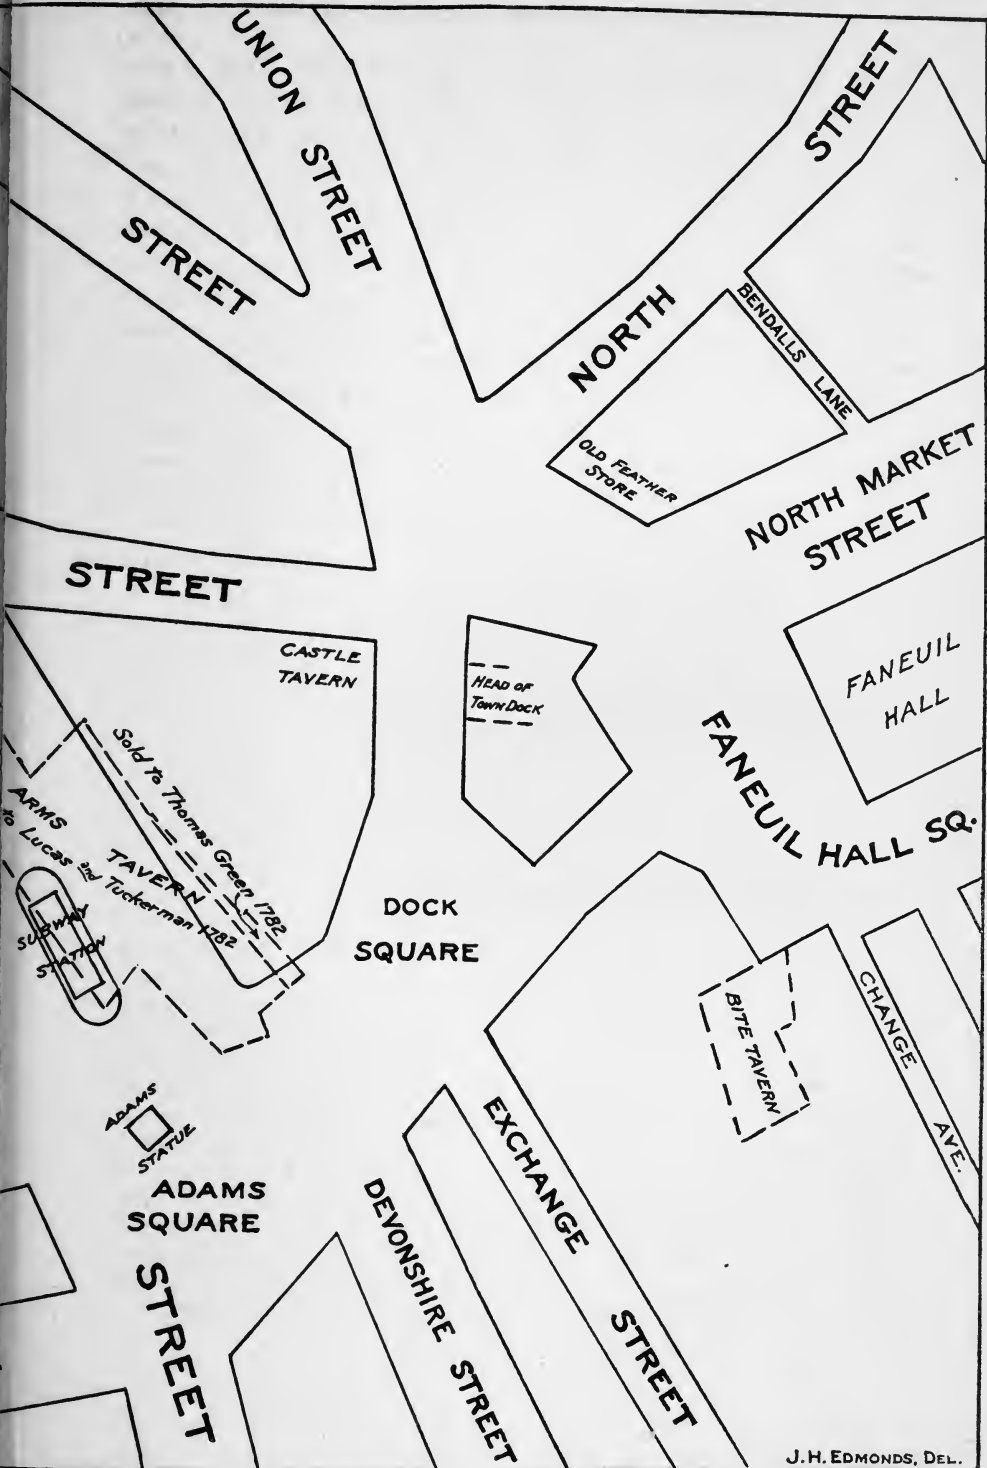 UNION STREET
STREET
STREET
NORTH
STREET
BENDALLS LANE
OLD FEATHER
STORE
NORTH MARKET
STREET
STREET
CASTLE
TAVERN
HEAD OF
TOWN DOCK
FANEUIL
HALL
FANEUIL HALL SQ.
Sold to Thomas Green 1782
ARMS
TAVERN
to Lucas and Tuckerman 1782
SUBWAY
STATION
DOCK
SQUARE
BITE TAVERN
CHANGE AVE.
ADAMS
STATUE
ADAMS
SQUARE
STREET
DEVONSHIRE STREET
EXCHANGE STREET
J. H. EDMONDS, DEL.